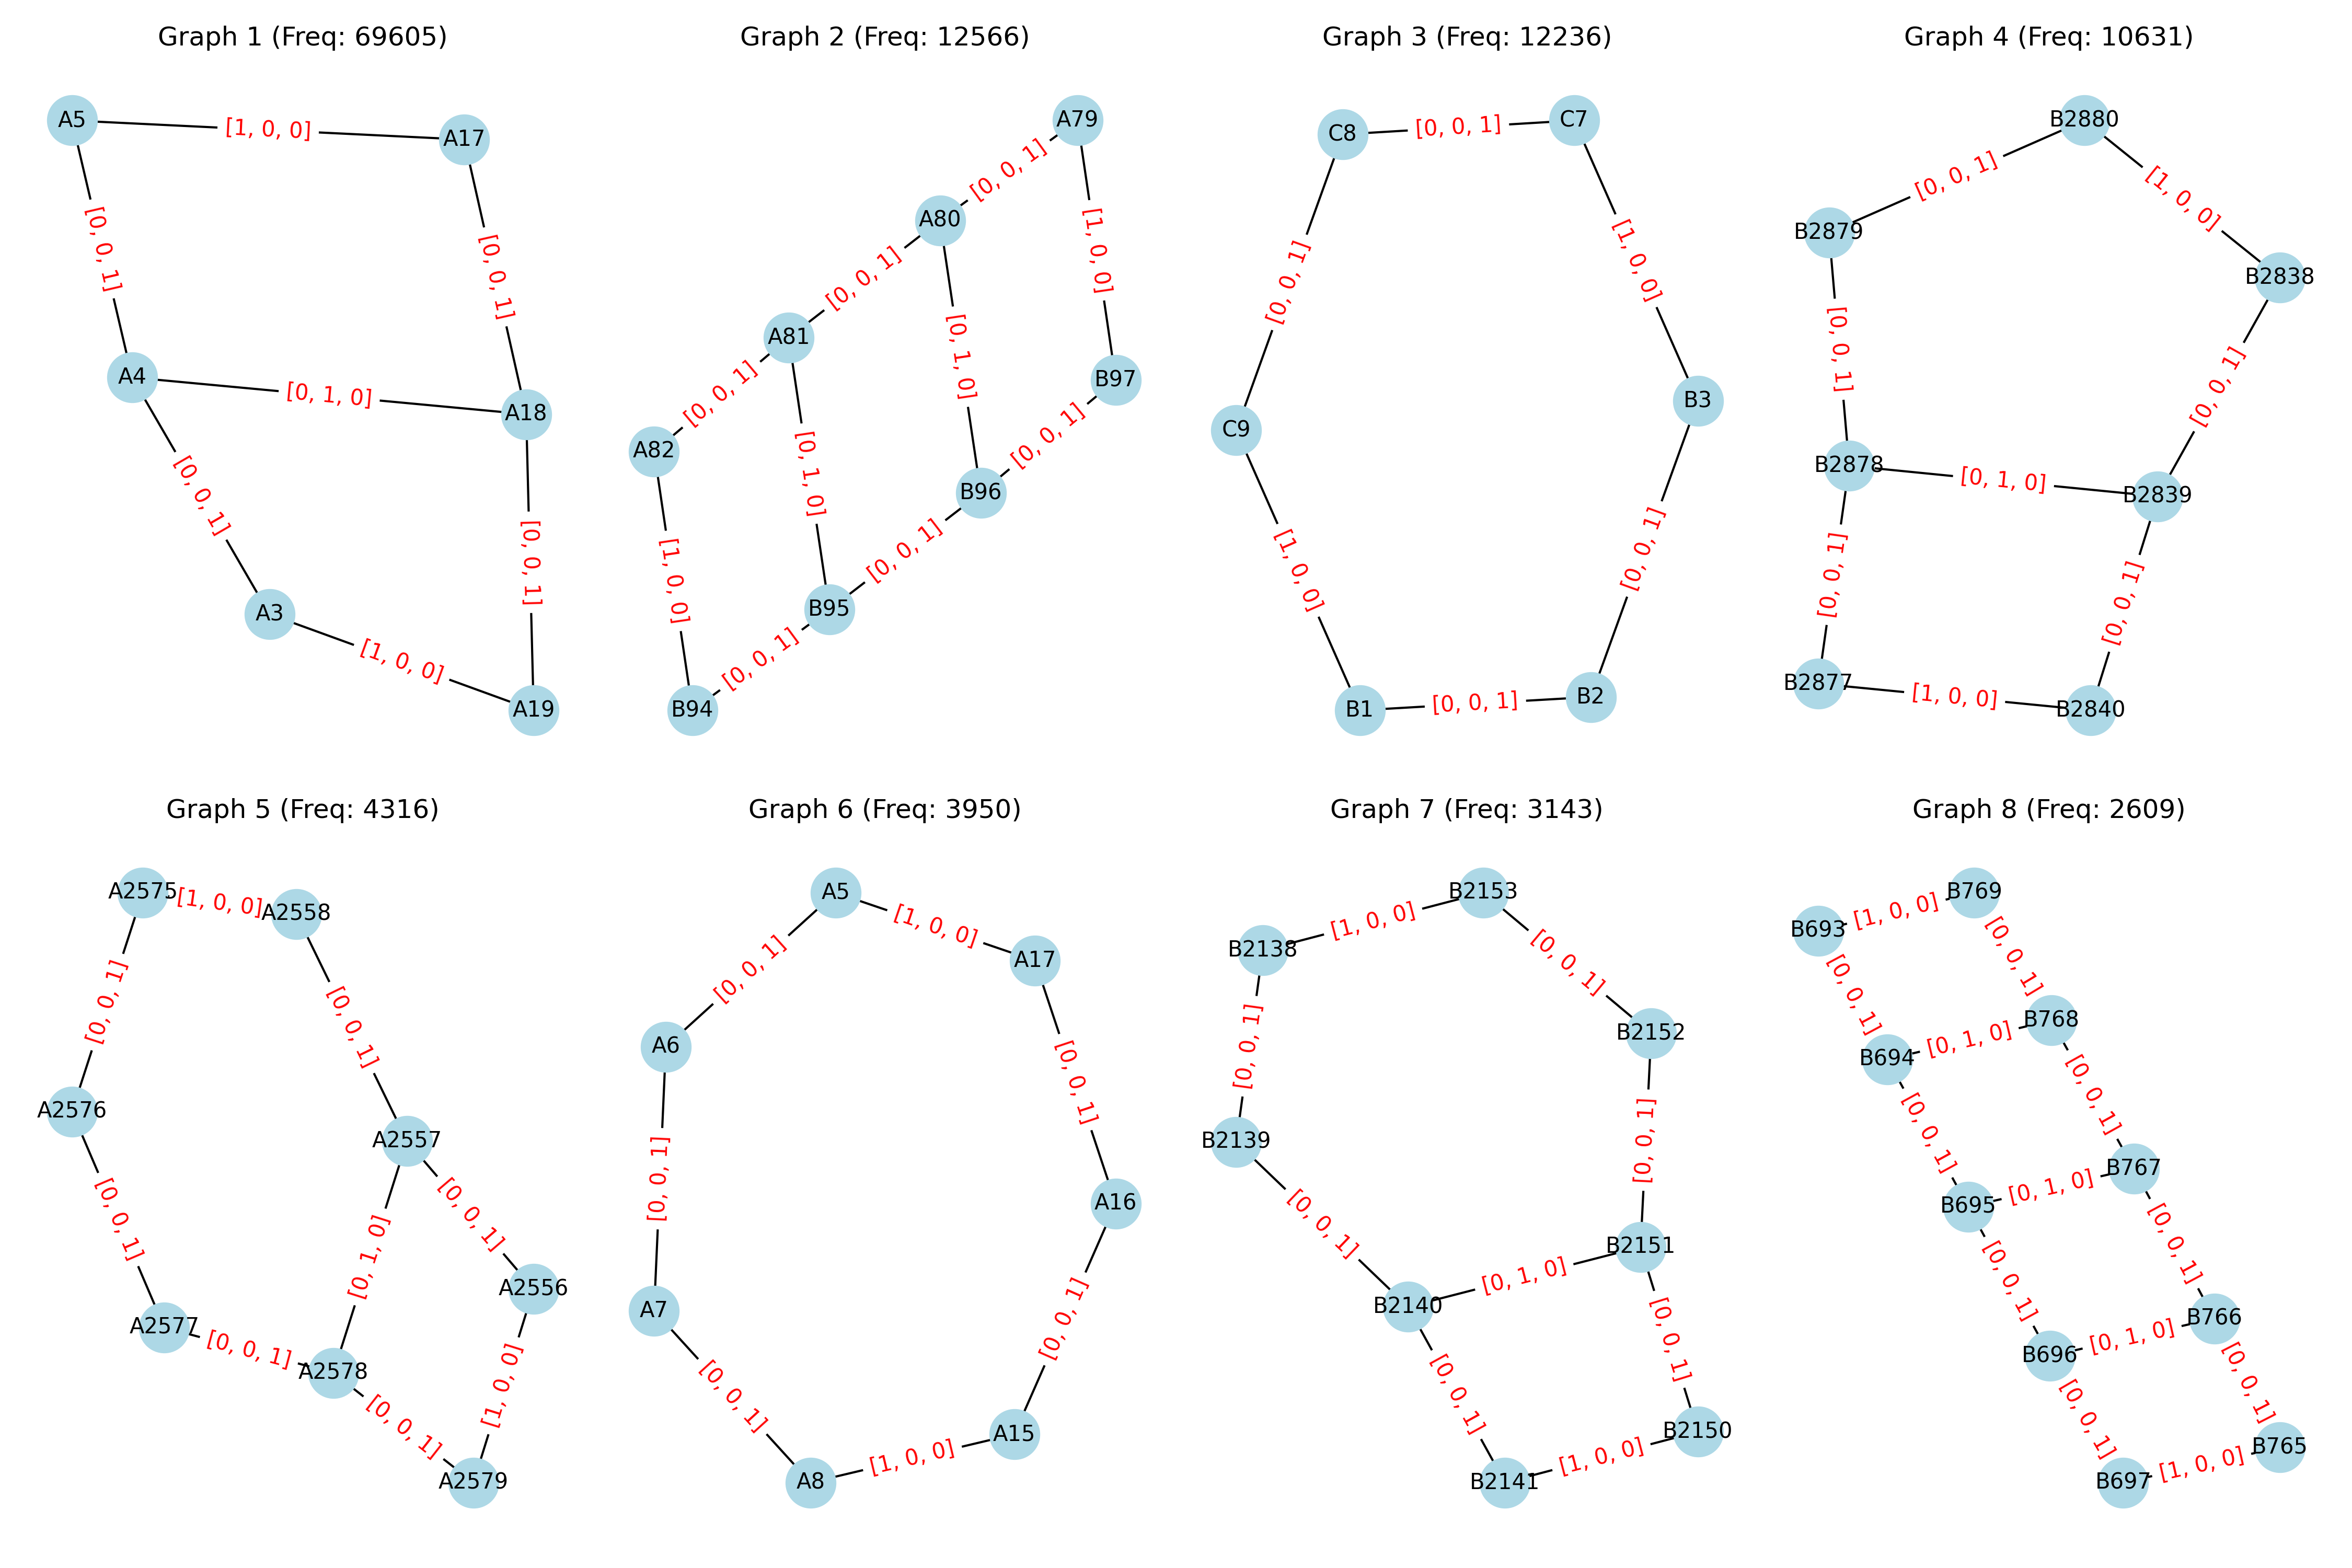 Graph 1 (Freq: 69605)
A5
[1, 0, 0]
A17
[0, 0, 1]
[0, 0, 1]
A4
[0, 1, 0]
A18
[0, 0, 1]
[0, 0, 1]
A3
[1, 0, 0]
A19
Graph 2 (Freq: 12566)
A79
[0, 0, 1]
A80
[1, 0, 0]
[0, 0, 1]
A81
[0, 1, 0]
B97
[0, 0, 1]
A82
[0, 1, 0]
[0, 0, 1]
B96
[1, 0, 0]
[0, 0, 1]
B95
[0, 0, 1]
B94
Graph 3 (Freq: 12236)
C8
[0, 0, 1]
C7
[0, 0, 1]
[1, 0, 0]
C9
B3
[1, 0, 0]
[0, 0, 1]
B1
[0, 0, 1]
B2
Graph 4 (Freq: 10631)
B2880
[0, 0, 1]
[1, 0, 0]
B2879
B2838
[0, 0, 1]
[0, 0, 1]
B2878
[0, 1, 0]
B2839
[0, 0, 1]
[0, 0, 1]
B2877
[1, 0, 0]
B2840
Graph 5 (Freq: 4316)
A2575
[1, 0, 0]
A2558
[0, 0, 1]
[0, 0, 1]
A2576
A2557
[0, 0, 1]
[0, 1, 0]
[0, 0, 1]
A2556
A2577
[0, 0, 1]
A2578
[1, 0, 0]
[0, 0, 1]
A2579
Graph 6 (Freq: 3950)
A5
[1, 0, 0]
A17
[0, 0, 1]
A6
[0, 0, 1]
[0, 0, 1]
A16
A7
[0, 0, 1]
[0, 0, 1]
A15
[1, 0, 0]
A8
Graph 7 (Freq: 3143)
B2153
[1, 0, 0]
B2138
[0, 0, 1]
B2152
[0, 0, 1]
B2139
[0, 0, 1]
[0, 0, 1]
B2151
[0, 1, 0]
B2140
[0, 0, 1]
[0, 0, 1]
B2150
[1, 0, 0]
B2141
Graph 8 (Freq: 2609)
B769
[1, 0, 0]
B693
[0, 0, 1]
[0, 0, 1]
B768
[0, 1, 0]
B694
[0, 0, 1]
[0, 0, 1]
B767
[0, 1, 0]
B695
[0, 0, 1]
[0, 0, 1]
B766
[0, 1, 0]
B696
[0, 0, 1]
[0, 0, 1]
B765
[1, 0, 0]
B697